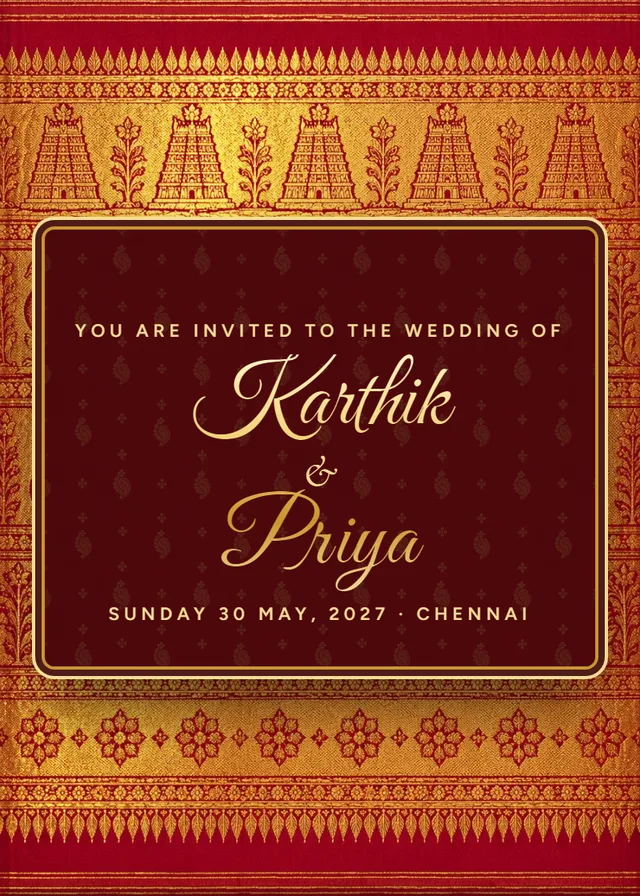 YOU ARE INVITED TO THE WEDDING OF
Karthik
&
Priya
SUNDAY 30 MAY, 2027 · CHENNAI